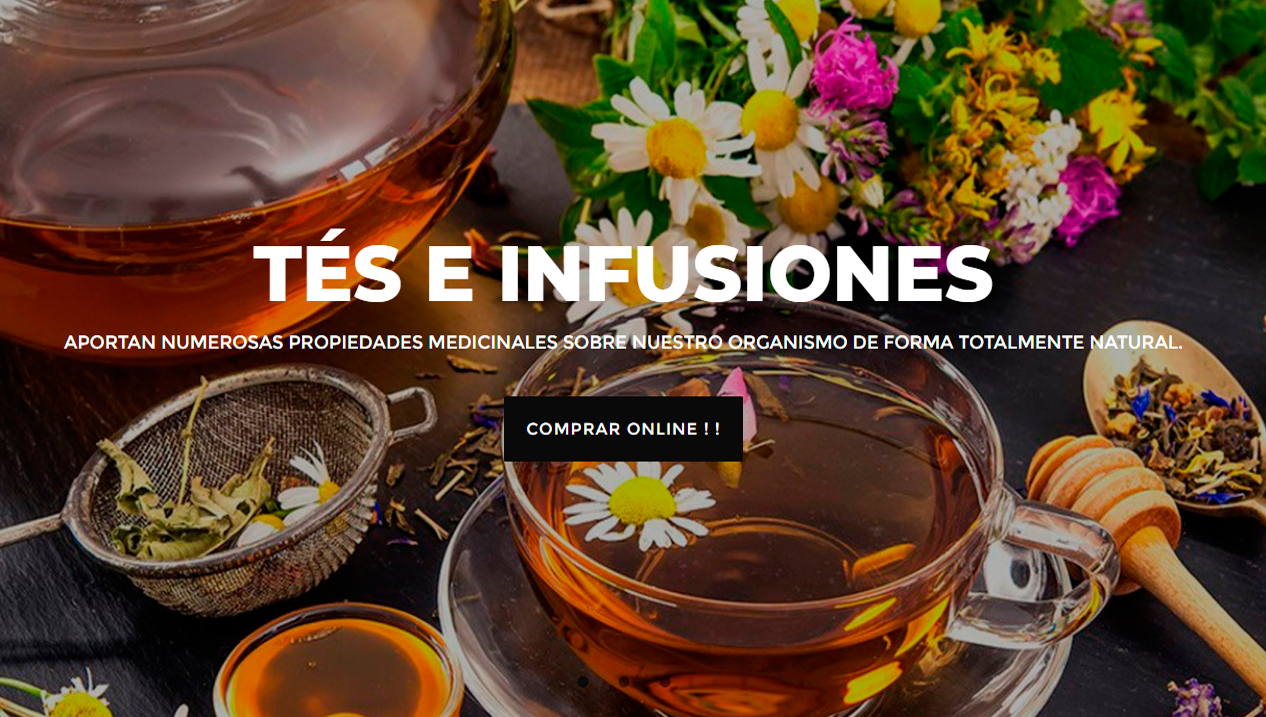 TÉS E INFUSIONES
APORTAN NUMEROSAS PROPIEDADES MEDICINALES SOBRE NUESTRO ORGANISMO DE FORMA TOTALMENTE NATURAL.
COMPRAR ONLINE ! !